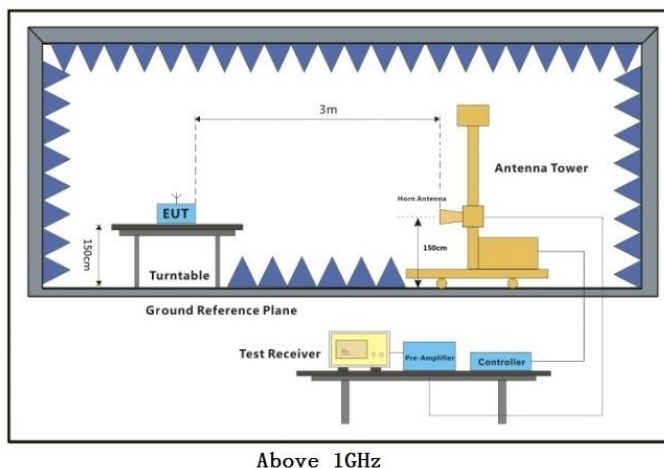 3m
Antenna Tower
Horn Antenna
EUT
150cm
150cm
Turntable
Ground Reference Plane
Test Receiver
Pre-Amplifier
Controller
Above 1GHz